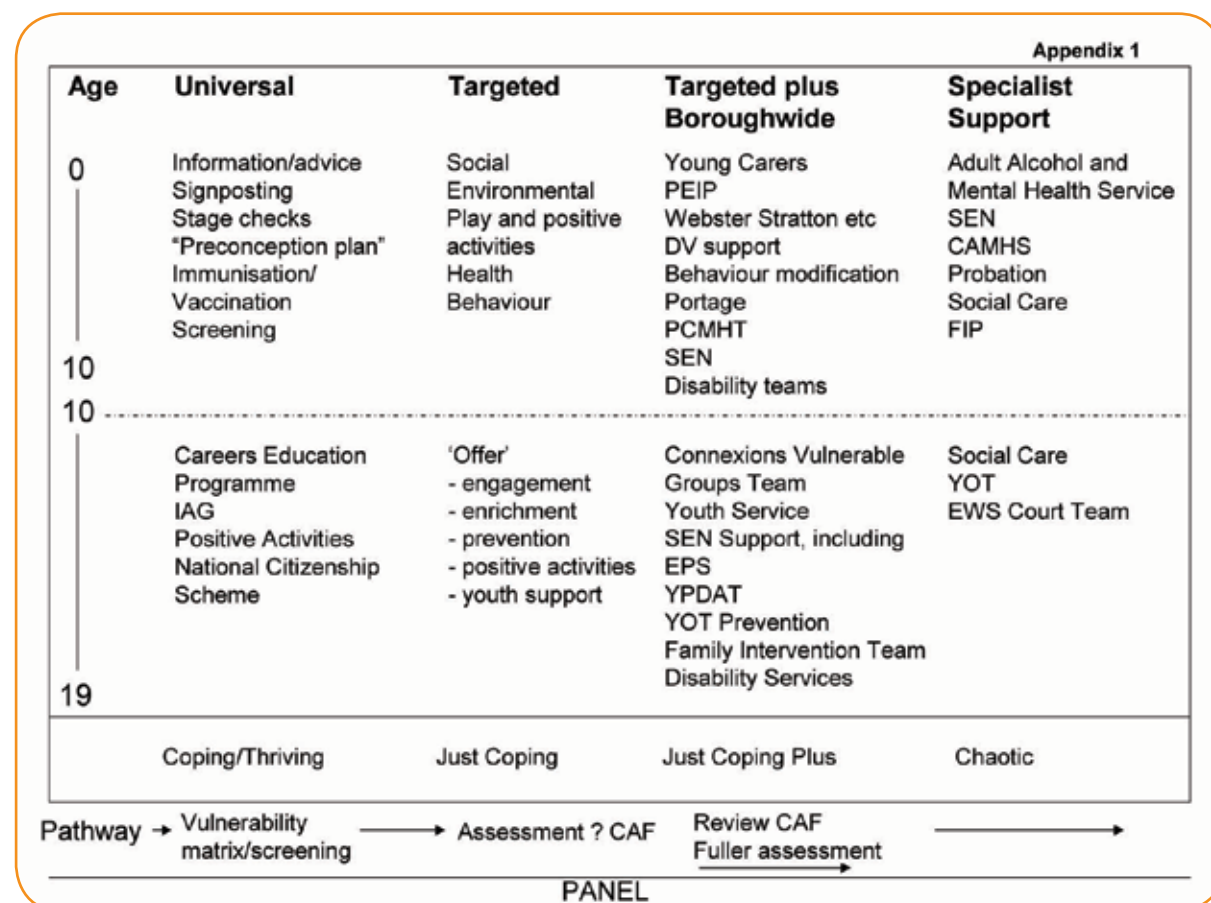 Appendix 1
Age
Universal
Targeted
Targeted plus
Boroughwide
Specialist
Support
0
10
Information/advice
Signposting
Stage checks
“Preconception plan”
Immunisation/
Vaccination
Screening
Social
Environmental
Play and positive
activities
Health
Behaviour
Young Carers
PEIP
Webster Stratton etc
DV support
Behaviour modification
Portage
PCMHT
SEN
Disability teams
Adult Alcohol and
Mental Health Service
SEN
CAMHS
Probation
Social Care
FIP
10
19
Careers Education
Programme
IAG
Positive Activities
National Citizenship
Scheme
‘Offer’
- engagement
- enrichment
- prevention
- positive activities
- youth support
Connexions Vulnerable
Groups Team
Youth Service
SEN Support, including
EPS
YPDAT
YOT Prevention
Family Intervention Team
Disability Services
Social Care
YOT
EWS Court Team
Coping/Thriving
Just Coping
Just Coping Plus
Chaotic
Pathway
Vulnerability
matrix/screening
Assessment ? CAF
Review CAF
Fuller assessment
PANEL